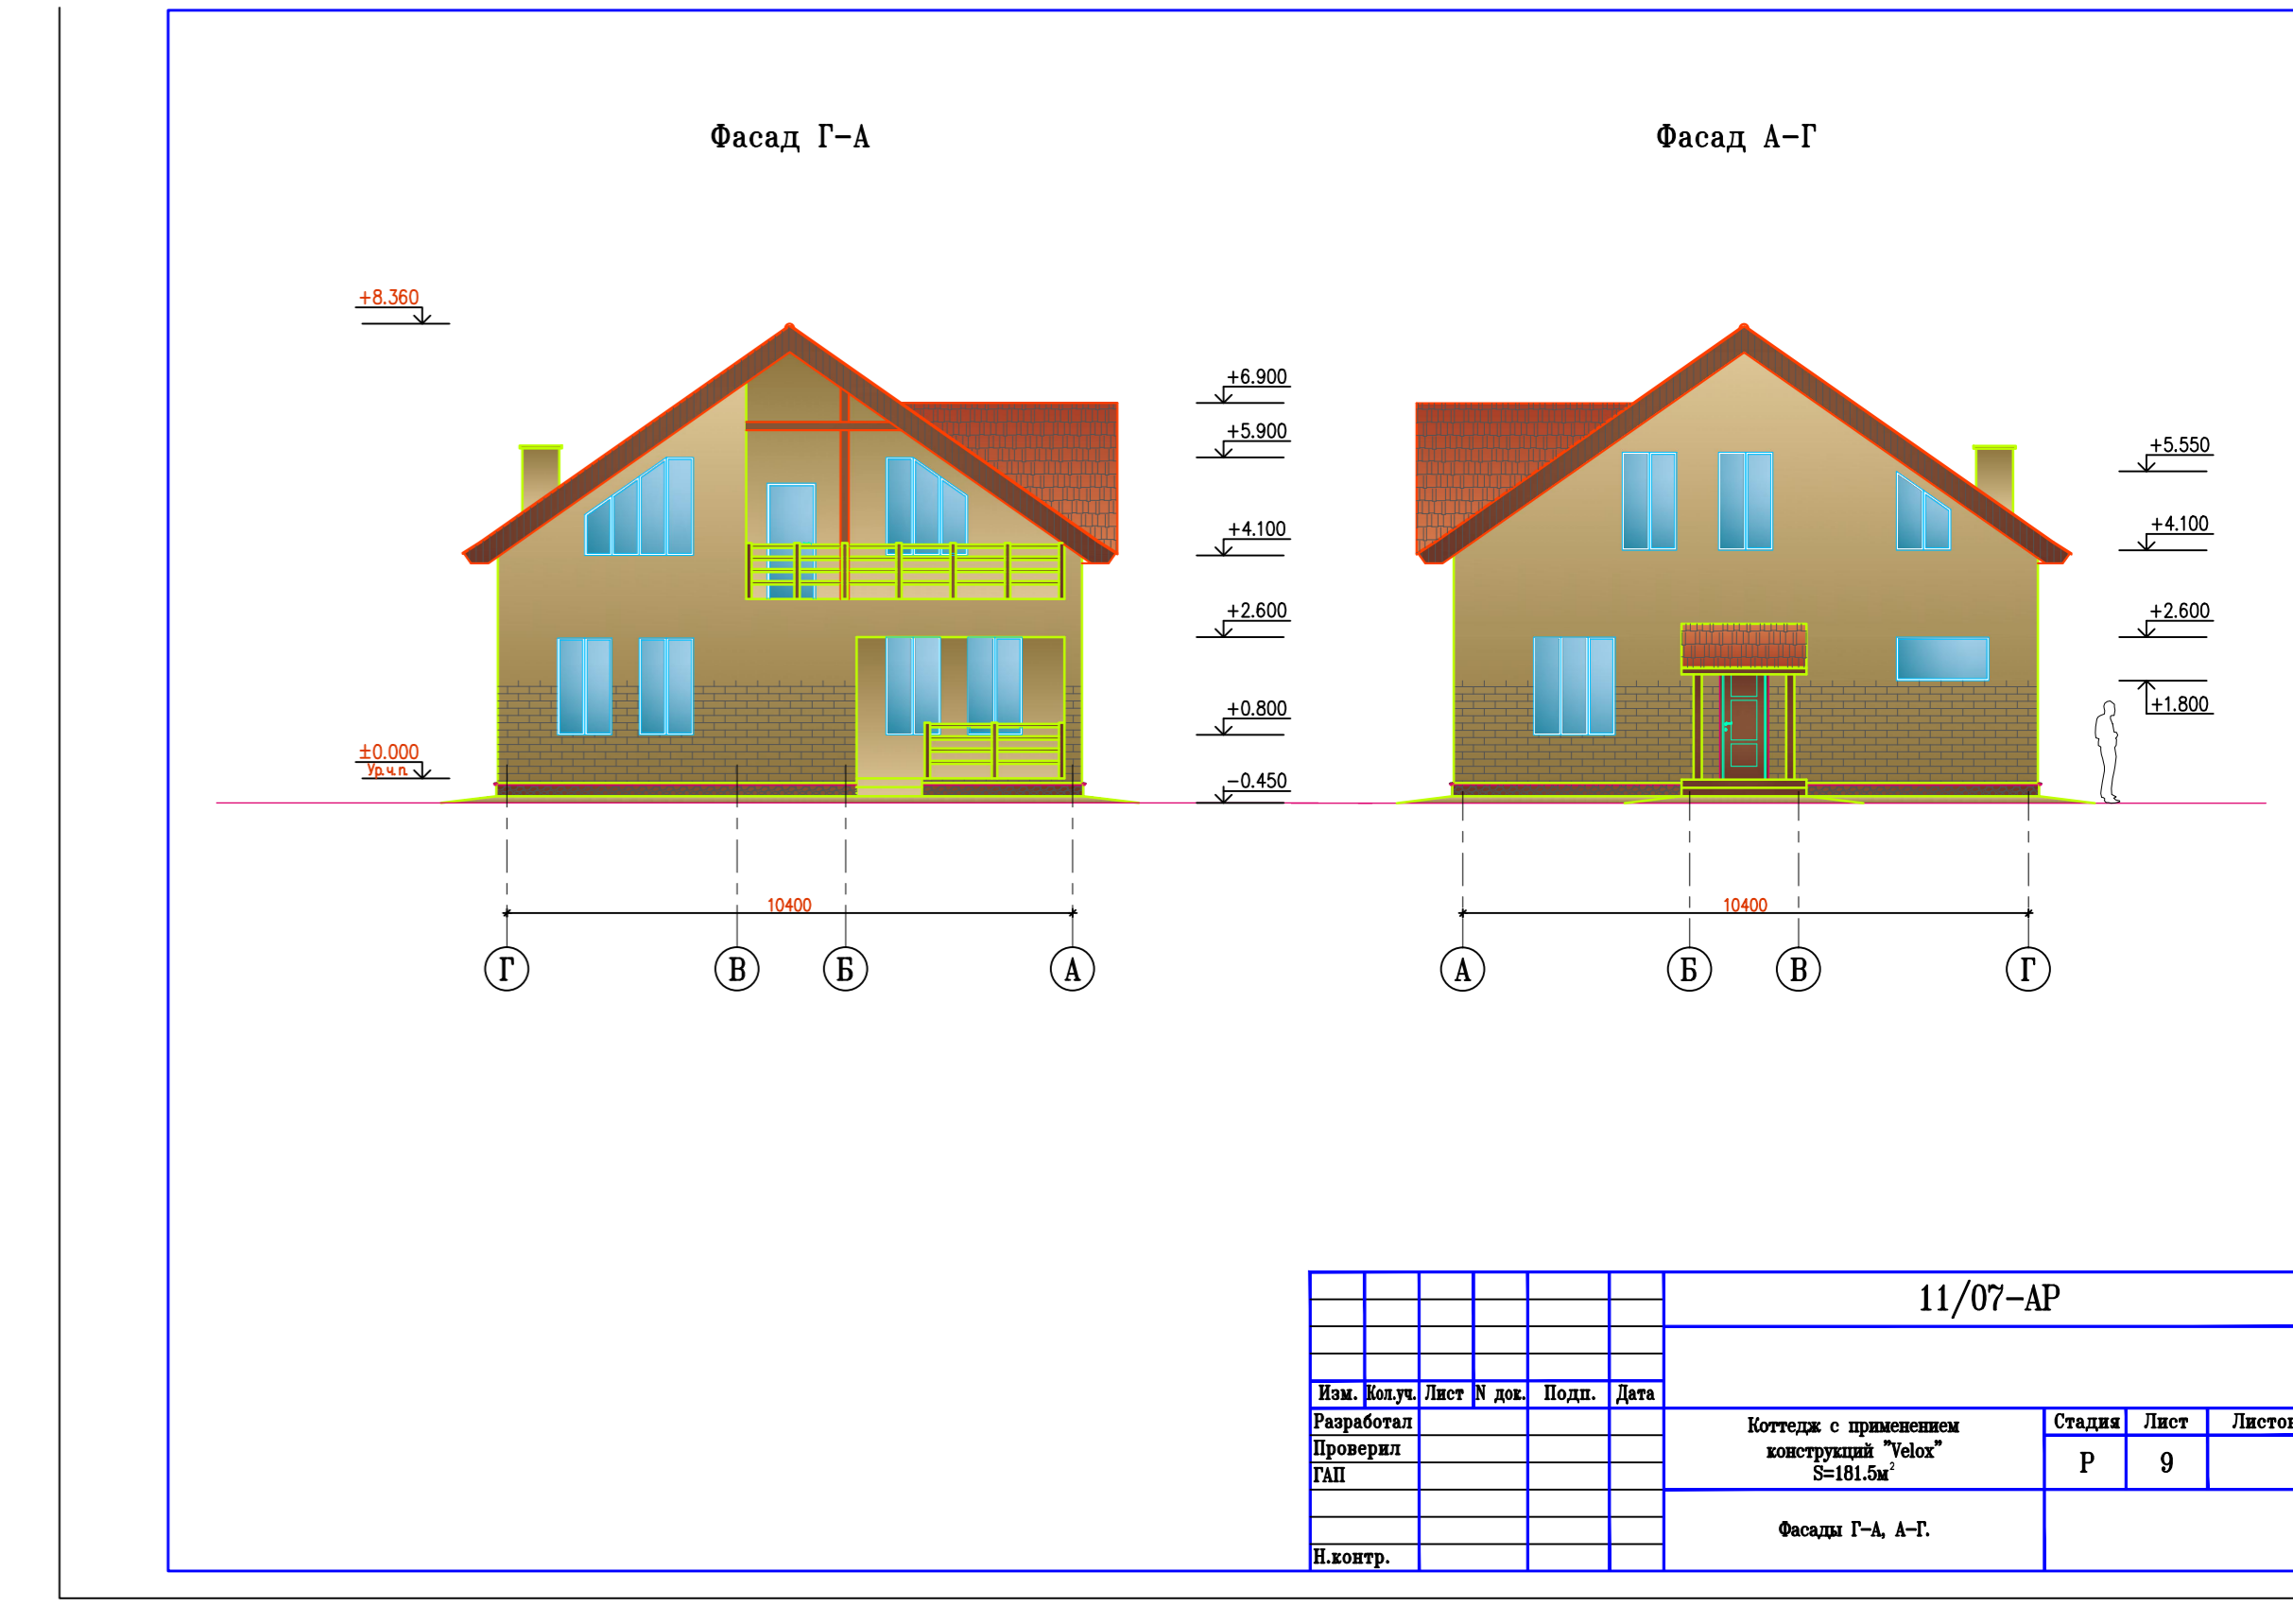 Фасад Г-А
Фасад А-Г
+8.360
+6.900
+5.900
+5.550
+4.100
+4.100
+2.600
+2.600
+0.800
+1.800
±0.000
Ур.ч.п.
-0.450
10400
10400
Г В Б А
А Б В Г
11/07-АР
Изм. Кол.уч. Лист N док. Подп. Дата
Разработал
Проверил
ГАП
Н.контр.
Коттедж с применением
конструкций "Velox"
S=181.5м²
Стадия Лист Листов
Р 9
Фасады Г-А, А-Г.